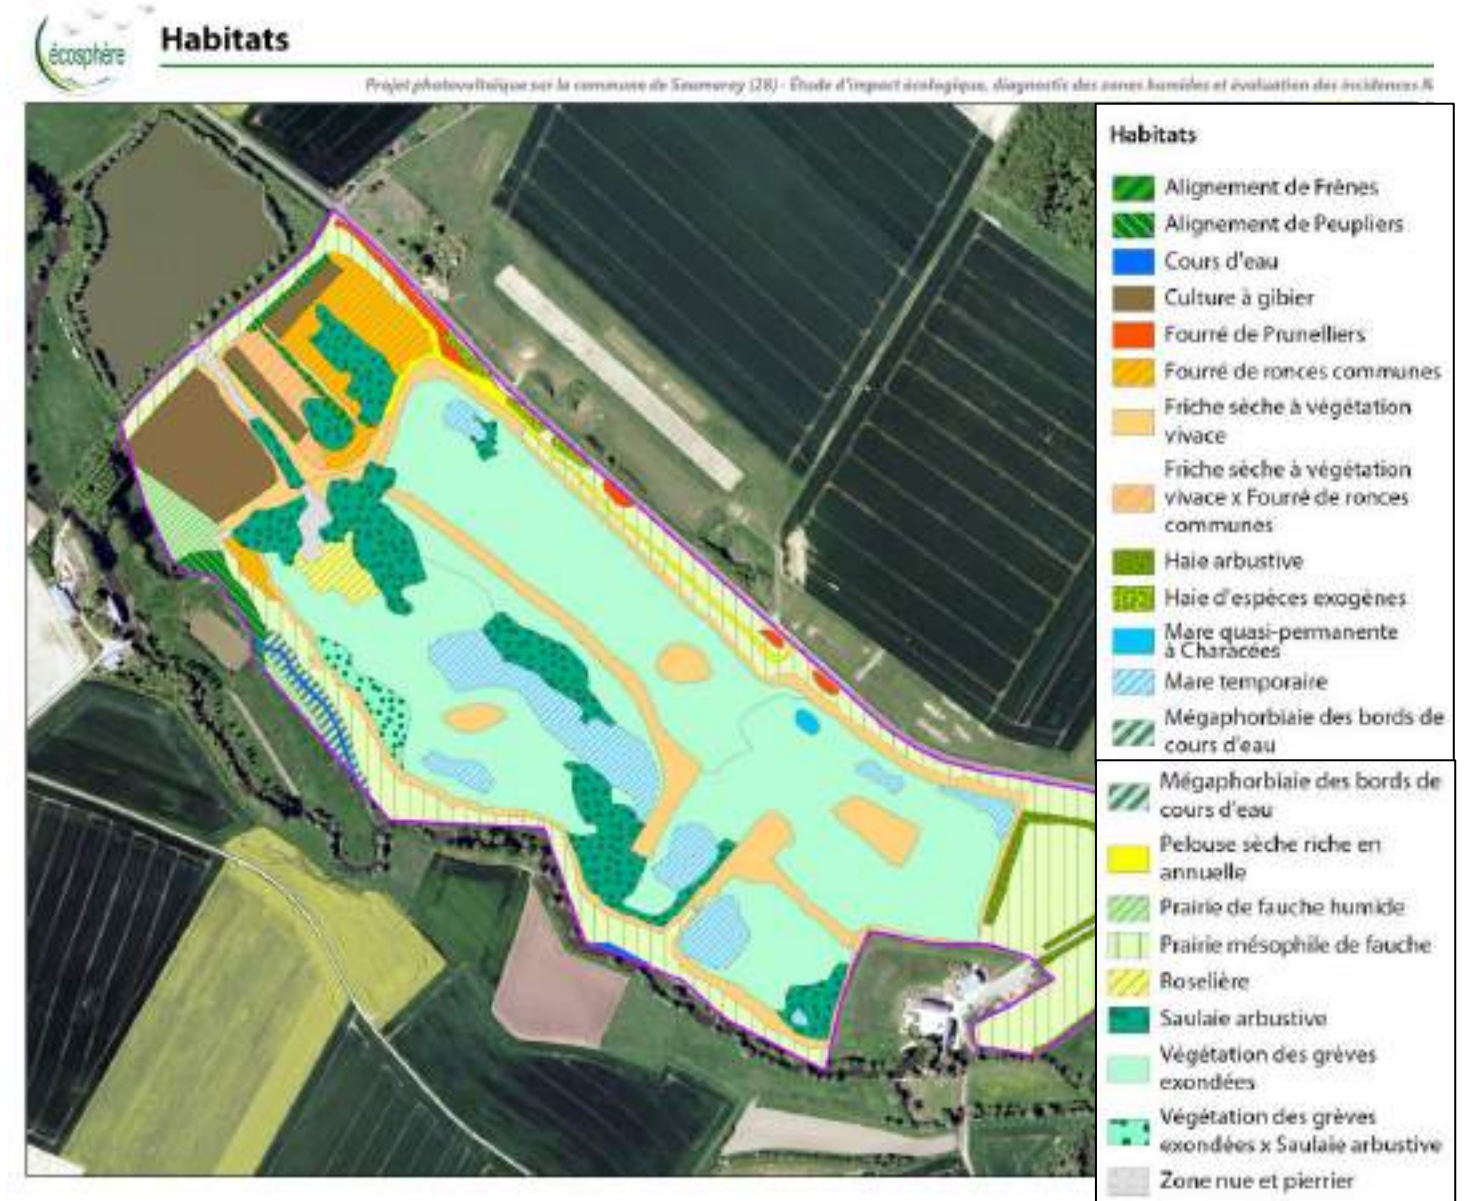 écosphère
Habitats
Projet photovoltaïque sur la commune de Saumeray (28) - Étude d'impact écologique, diagnostic des zones humides et évaluation des incidences N
Habitats
Alignement de Frênes
Alignement de Peupliers
Cours d'eau
Culture à gibier
Fourré de Prunelliers
Fourré de ronces communes
Friche sèche à végétation
vivace
Friche sèche à végétation
vivace x Fourré de ronces
communes
Haie arbustive
Haie d'espèces exogènes
Mare quasi-permanente
à Characées
Mare temporaire
Mégaphorbiaie des bords de
cours d'eau
Mégaphorbiaie des bords de
cours d'eau
Pelouse sèche riche en
annuelle
Prairie de fauche humide
Prairie mésophile de fauche
Roselière
Saulaie arbustive
Végétation des grèves
exondées
Végétation des grèves
exondées x Saulaie arbustive
Zone nue et pierrier